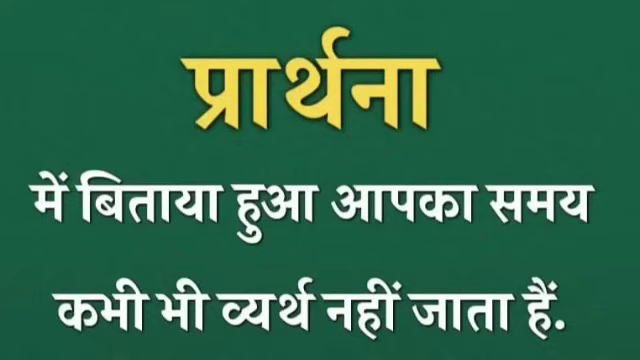 प्रार्थना
में बिताया हुआ आपका समय
कभी भी व्यर्थ नहीं जाता हैं.